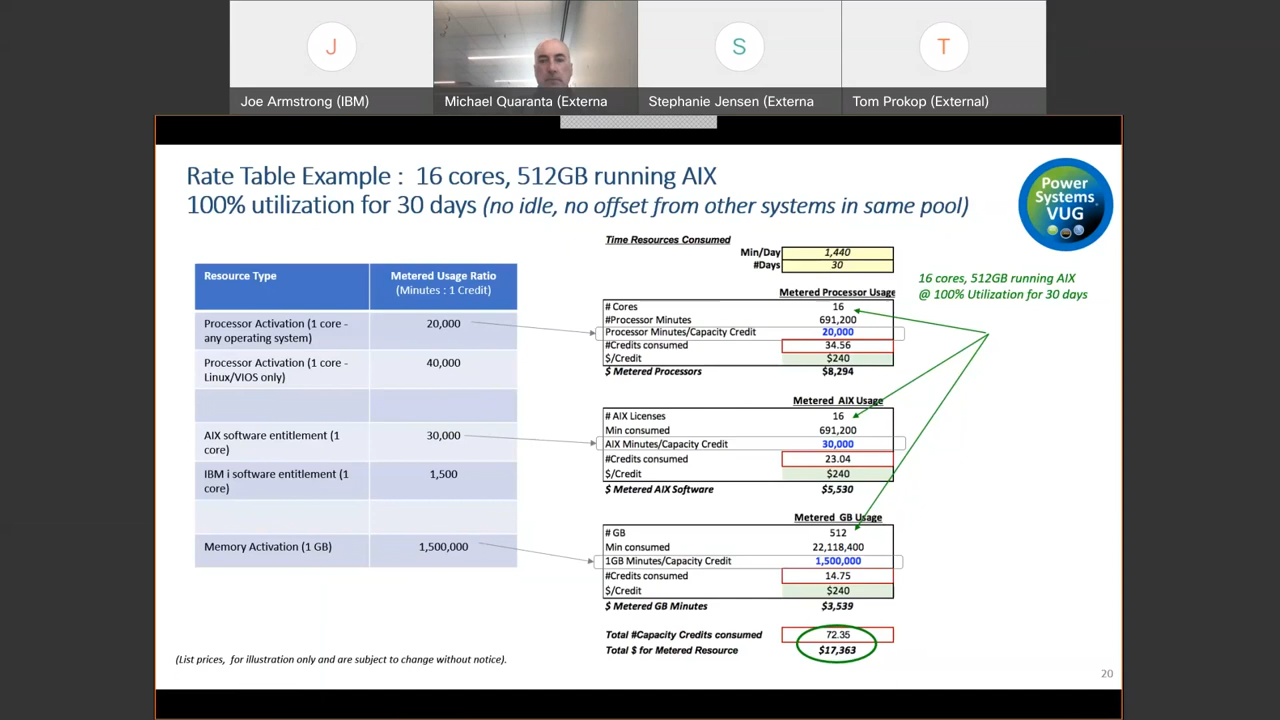 J
S
T
Joe Armstrong (IBM)
Michael Quaranta (Externa
Stephanie Jensen (Externa
Tom Prokop (External)
Rate Table Example : 16 cores, 512GB running AIX
100% utilization for 30 days (no idle, no offset from other systems in same pool)
Power
Systems
VUG
Resource Type
Metered Usage Ratio
(Minutes : 1 Credit)
Processor Activation (1 core -
any operating system)
20,000
Processor Activation (1 core -
Linux/VIOS only)
40,000
AIX software entitlement (1
core)
30,000
IBM i software entitlement (1
core)
1,500
Memory Activation (1 GB)
1,500,000
Time Resources Consumed
Min/Day 1,440
#Days 30
Metered Processor Usage
# Cores 16
#Processor Minutes 691,200
Processor Minutes/Capacity Credit 20,000
#Credits consumed 34.56
$/Credit $240
$ Metered Processors $8,294
Metered AIX Usage
# AIX Licenses 16
Min consumed 691,200
AIX Minutes/Capacity Credit 30,000
#Credits consumed 23.04
$/Credit $240
$ Metered AIX Software $5,530
Metered GB Usage
# GB 512
Min consumed 22,118,400
1GB Minutes/Capacity Credit 1,500,000
#Credits consumed 14.75
$/Credit $240
$ Metered GB Minutes $3,539
Total #Capacity Credits consumed 72.35
Total $ for Metered Resource $17,363
16 cores, 512GB running AIX
@ 100% Utilization for 30 days
(List prices, for illustration only and are subject to change without notice).
20